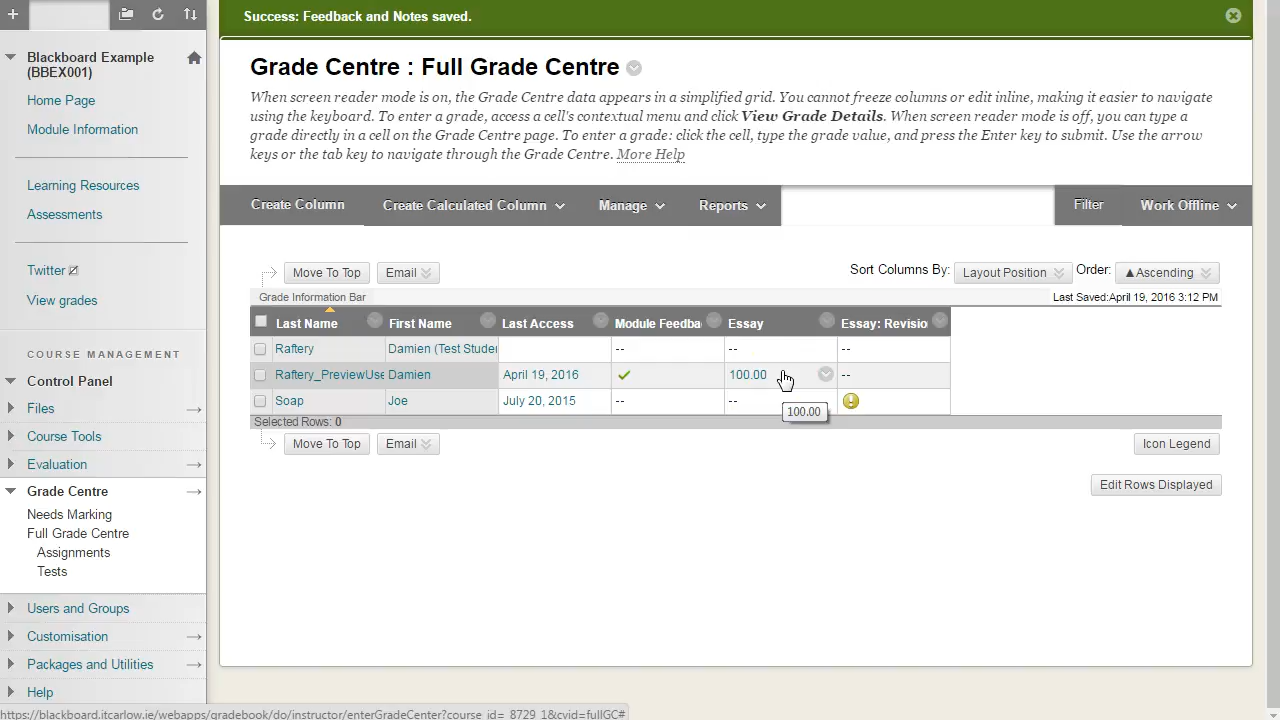 Success: Feedback and Notes saved.
Blackboard Example
(BBEX001)
Home Page
Module Information
Learning Resources
Assessments
Twitter
View grades
COURSE MANAGEMENT
Control Panel
Files
Course Tools
Evaluation
Grade Centre
Needs Marking
Full Grade Centre
Assignments
Tests
Users and Groups
Customisation
Packages and Utilities
Help
Grade Centre : Full Grade Centre
When screen reader mode is on, the Grade Centre data appears in a simplified grid. You cannot freeze columns or edit inline, making it easier to navigate
using the keyboard. To enter a grade, access a cell's contextual menu and click View Grade Details. When screen reader mode is off, you can type a
grade directly in a cell on the Grade Centre page. To enter a grade: click the cell, type the grade value, and press the Enter key to submit. Use the arrow
keys or the tab key to navigate through the Grade Centre. More Help
Create Column Create Calculated Column Manage Reports Filter Work Offline
Move To Top Email Sort Columns By: Layout Position Order: ▲Ascending
Grade Information Bar Last Saved:April 19, 2016 3:12 PM
Last Name First Name Last Access Module Feedba Essay Essay: Revisio
Raftery Damien (Test Studer -- -- --
Raftery_PreviewUse Damien April 19, 2016 100.00 --
Soap Joe July 20, 2015 -- --
100.00
Selected Rows: 0
Move To Top Email Icon Legend
Edit Rows Displayed
https://blackboard.itcarlow.ie/webapps/gradebook/do/instructor/enterGradeCenter?course_id=_8729_1&cvid=fullGC#